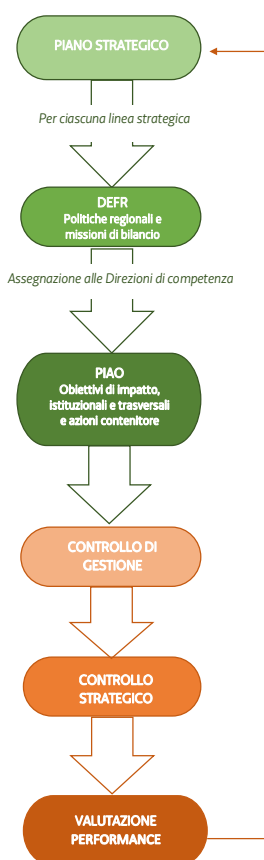 PIANO STRATEGICO
Per ciascuna linea strategica
DEFR
Politiche regionali e
missioni di bilancio
Assegnazione alle Direzioni di competenza
PIAO
Obiettivi di impatto,
istituzionali e trasversali
e azioni contenitore
CONTROLLO DI
GESTIONE
CONTROLLO
STRATEGICO
VALUTAZIONE
PERFORMANCE